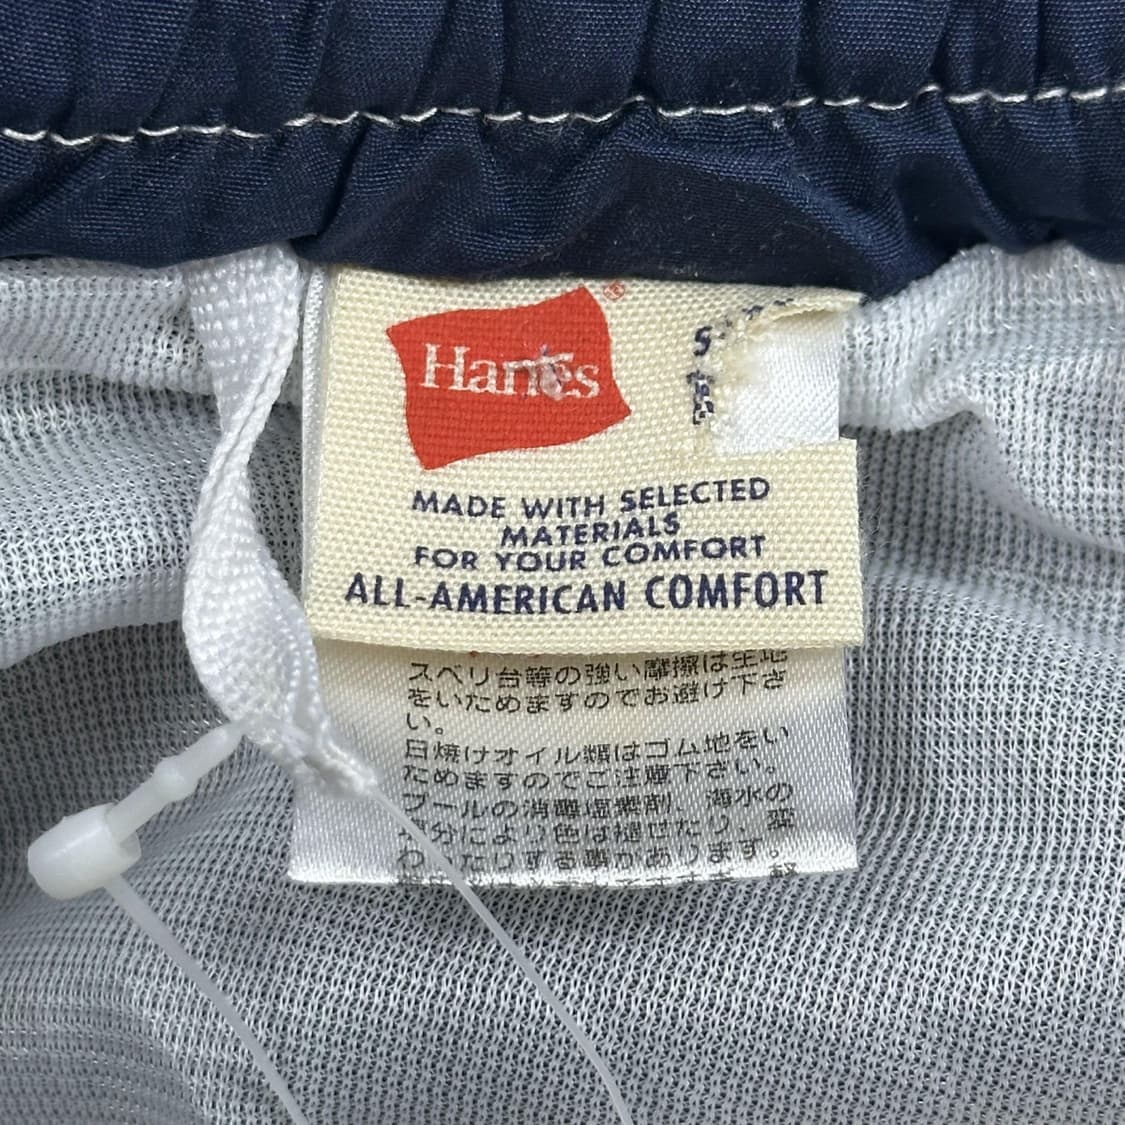 Hanes
®
MADE WITH SELECTED
MATERIALS
FOR YOUR COMFORT
ALL-AMERICAN COMFORT
スベリ台等の強い摩擦は生地
をいためますのでお避け下さ
い。
日焼けオイル類はゴム地をい
ためますのでご注意下さい。
プールの消毒塩素剤、海水の
塩分により色は褪せたり、変
わったりする事があります。